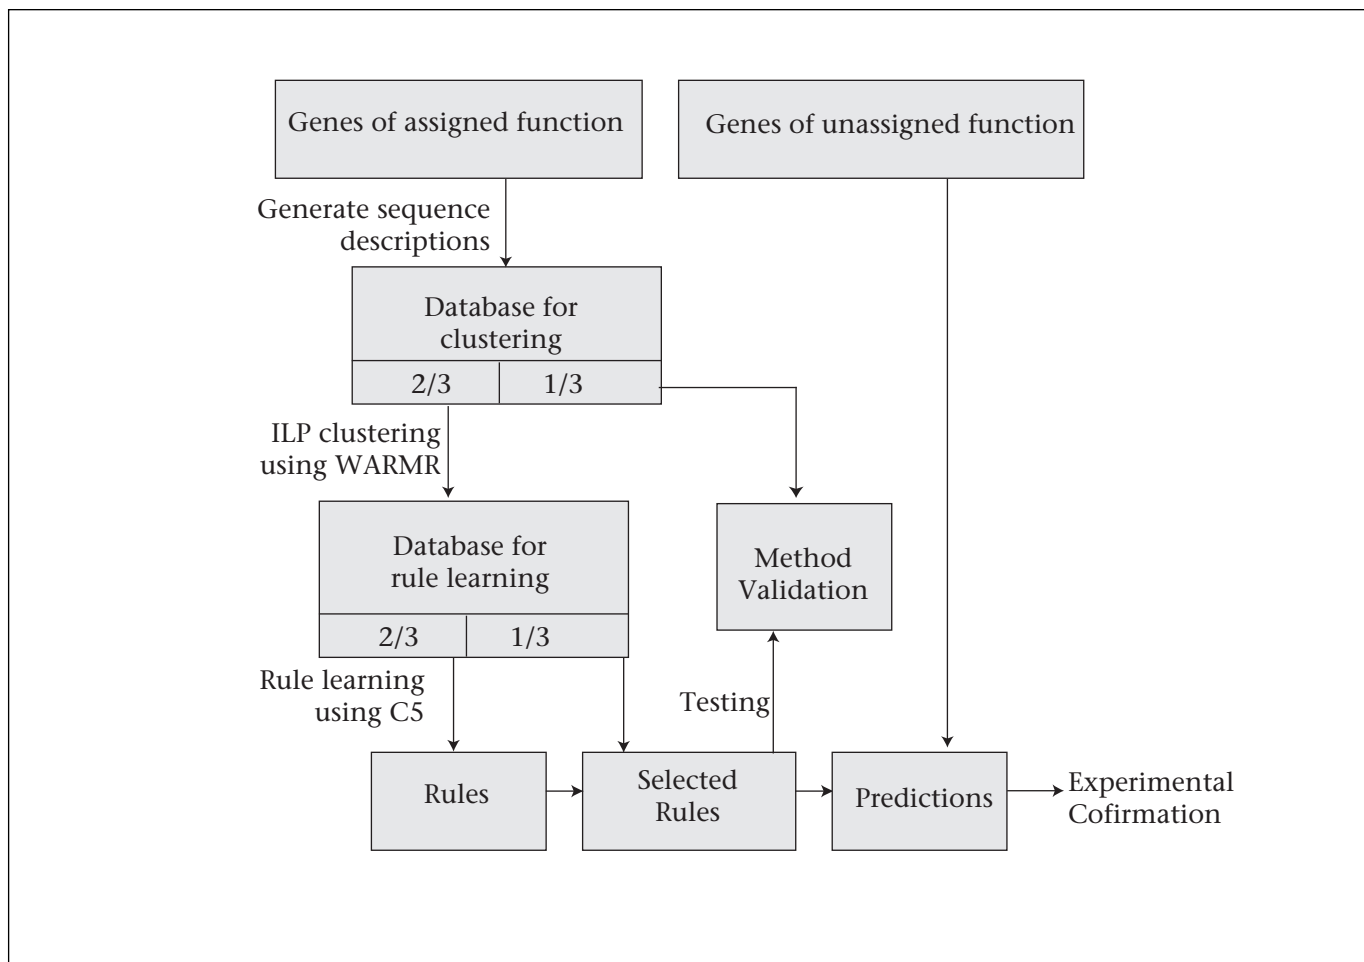 Genes of assigned function
Genes of unassigned function
Generate sequence
descriptions
Database for
clustering
2/3
1/3
ILP clustering
using WARMR
Database for
rule learning
2/3
1/3
Method
Validation
Rule learning
using C5
Testing
Rules
Selected
Rules
Predictions
Experimental
Cofirmation